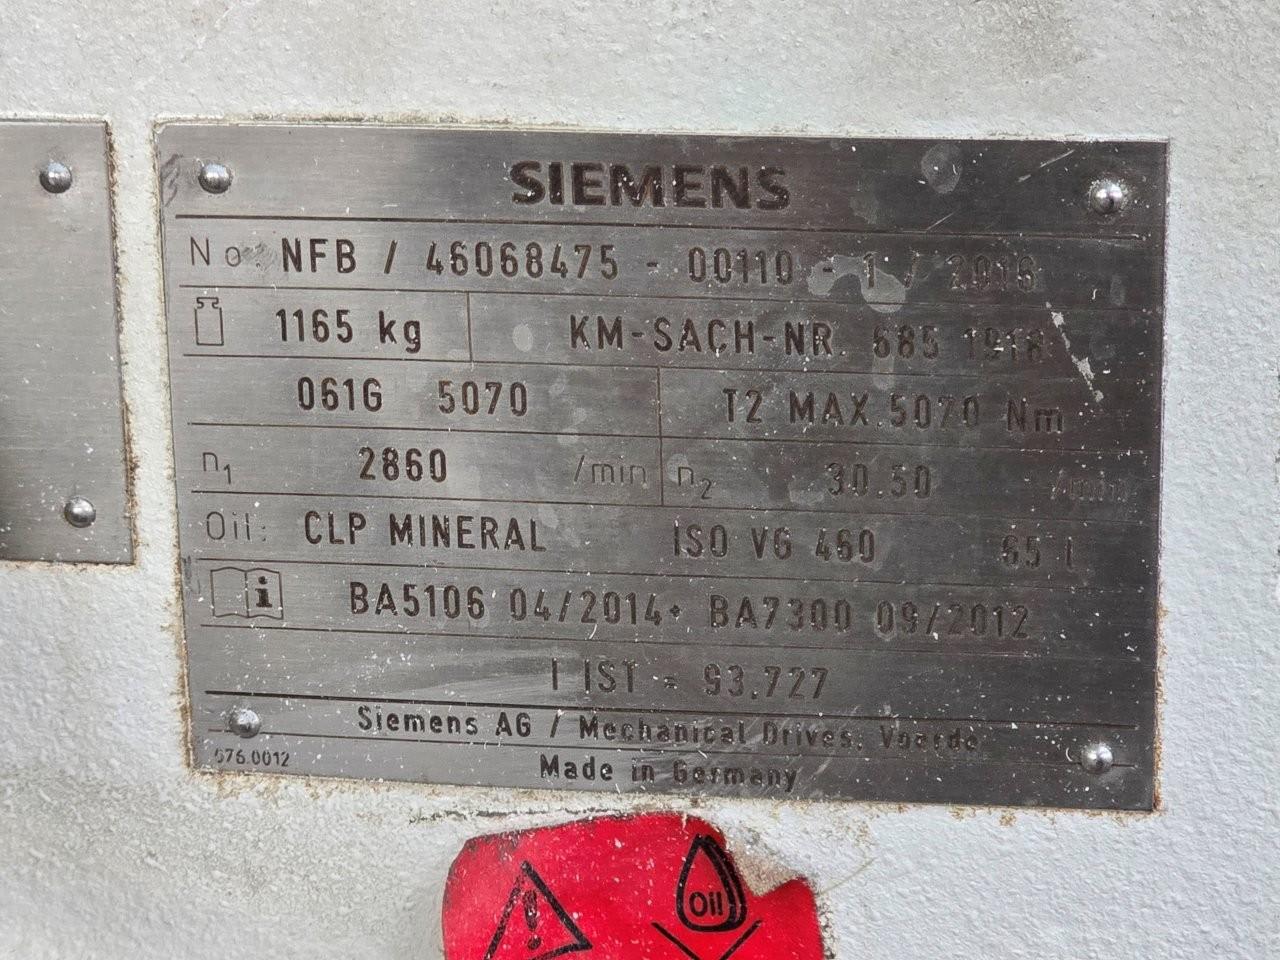 SIEMENS
No: NFB / 46068475 - 00110 - 1 / 2016
1165 kg KM-SACH-NR. 685 1918
061G 5070 T2 MAX.5070 Nm
n1 2860 /min n2 30.50 /min
Oil: CLP MINERAL ISO VG 460 65 l
i BA5106 04/2014+ BA7300 09/2012
I IST = 93,727
Siemens AG / Mechanical Drives, Voerde
676.0012 Made in Germany
! Oil